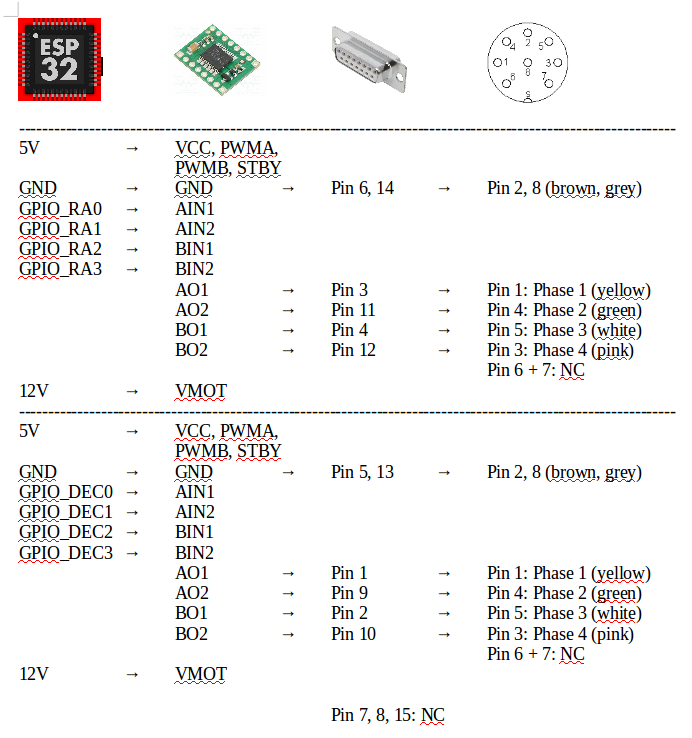 ESP
32
4 2 5
1 8 3
6 7
9
--------------------------------------------------------------------------------
5V → VCC, PWMA,
PWMB, STBY
GND → GND → Pin 6, 14 → Pin 2, 8 (brown, grey)
GPIO_RA0 → AIN1
GPIO_RA1 → AIN2
GPIO_RA2 → BIN1
GPIO_RA3 → BIN2
AO1 → Pin 3 → Pin 1: Phase 1 (yellow)
AO2 → Pin 11 → Pin 4: Phase 2 (green)
BO1 → Pin 4 → Pin 5: Phase 3 (white)
BO2 → Pin 12 → Pin 3: Phase 4 (pink)
Pin 6 + 7: NC
12V → VMOT
--------------------------------------------------------------------------------
5V → VCC, PWMA,
PWMB, STBY
GND → GND → Pin 5, 13 → Pin 2, 8 (brown, grey)
GPIO_DEC0 → AIN1
GPIO_DEC1 → AIN2
GPIO_DEC2 → BIN1
GPIO_DEC3 → BIN2
AO1 → Pin 1 → Pin 1: Phase 1 (yellow)
AO2 → Pin 9 → Pin 4: Phase 2 (green)
BO1 → Pin 2 → Pin 5: Phase 3 (white)
BO2 → Pin 10 → Pin 3: Phase 4 (pink)
Pin 6 + 7: NC
12V → VMOT
Pin 7, 8, 15: NC